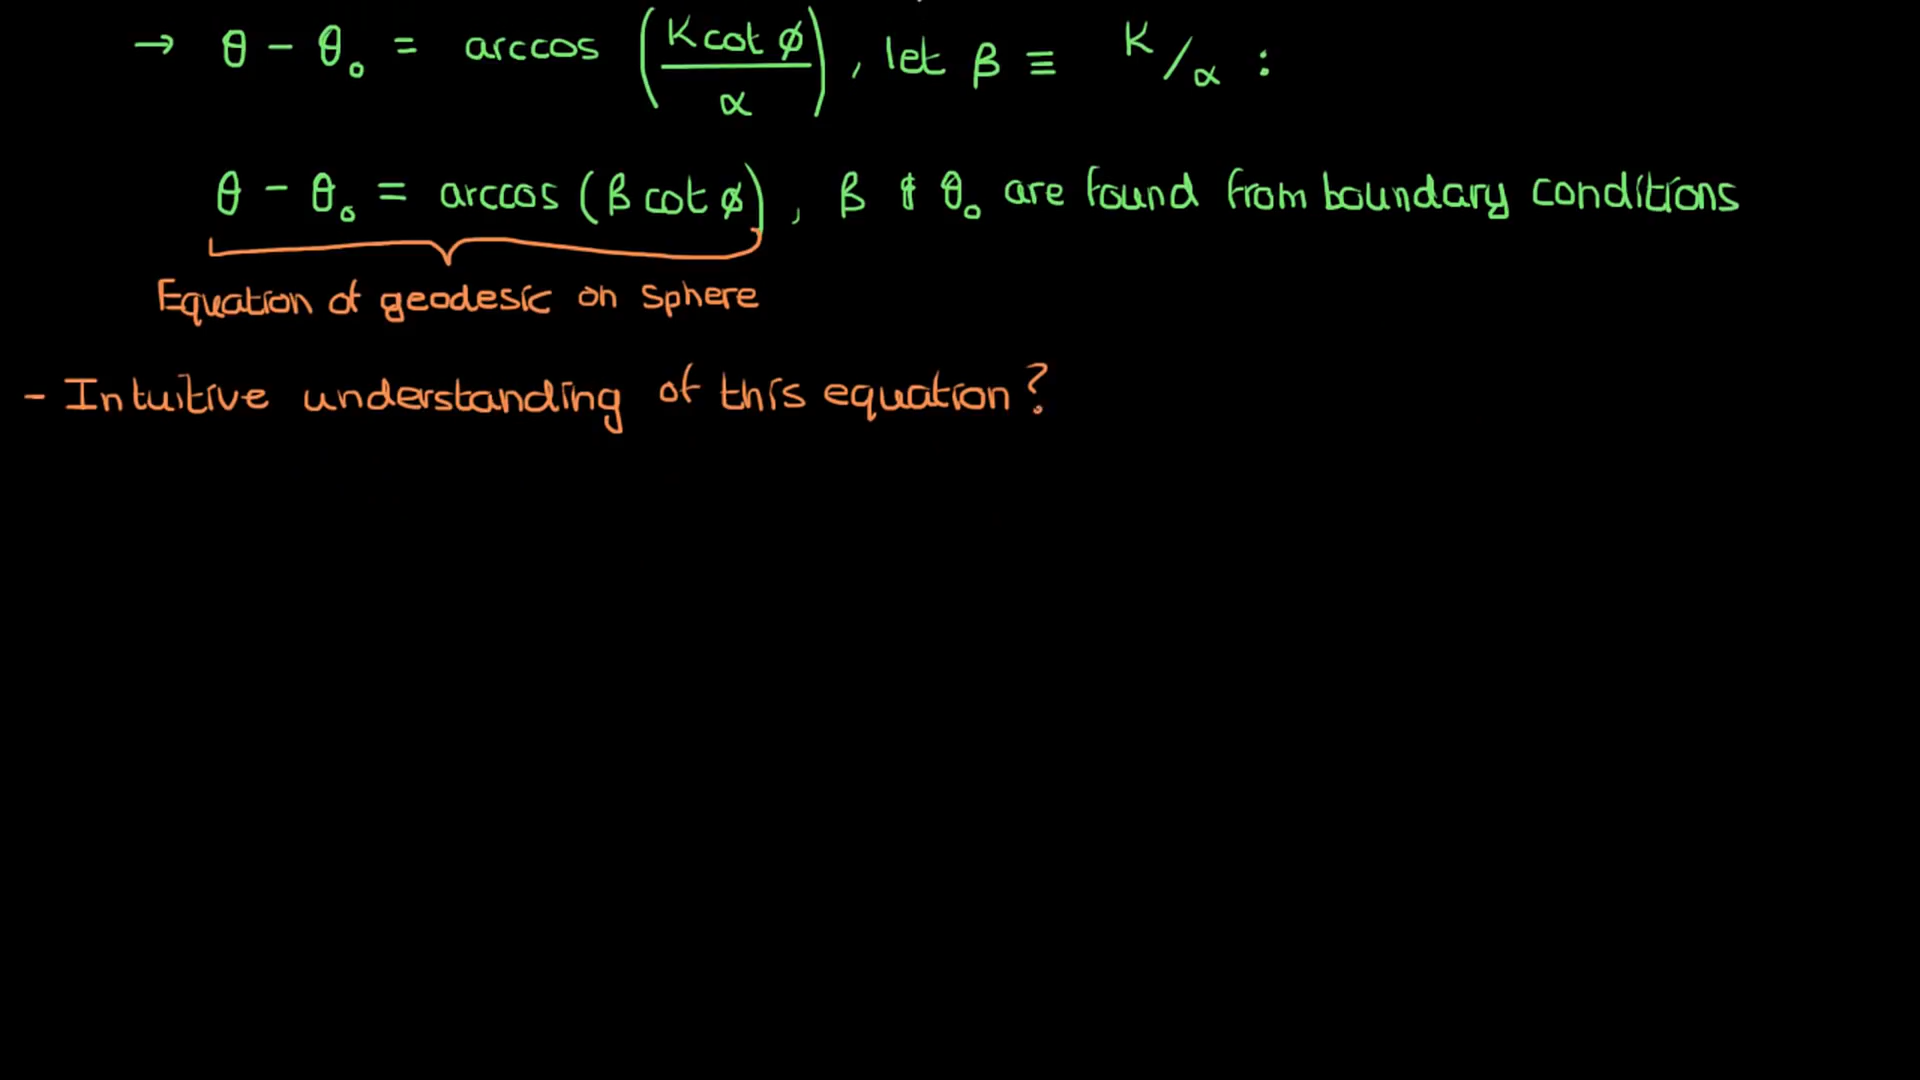 → θ - θ₀ = arccos (K cot φ / α), let β ≡ K/α :
θ - θ₀ = arccos (β cot φ), β & θ₀ are found from boundary conditions
Equation of geodesic on sphere
- Intuitive understanding of this equation?